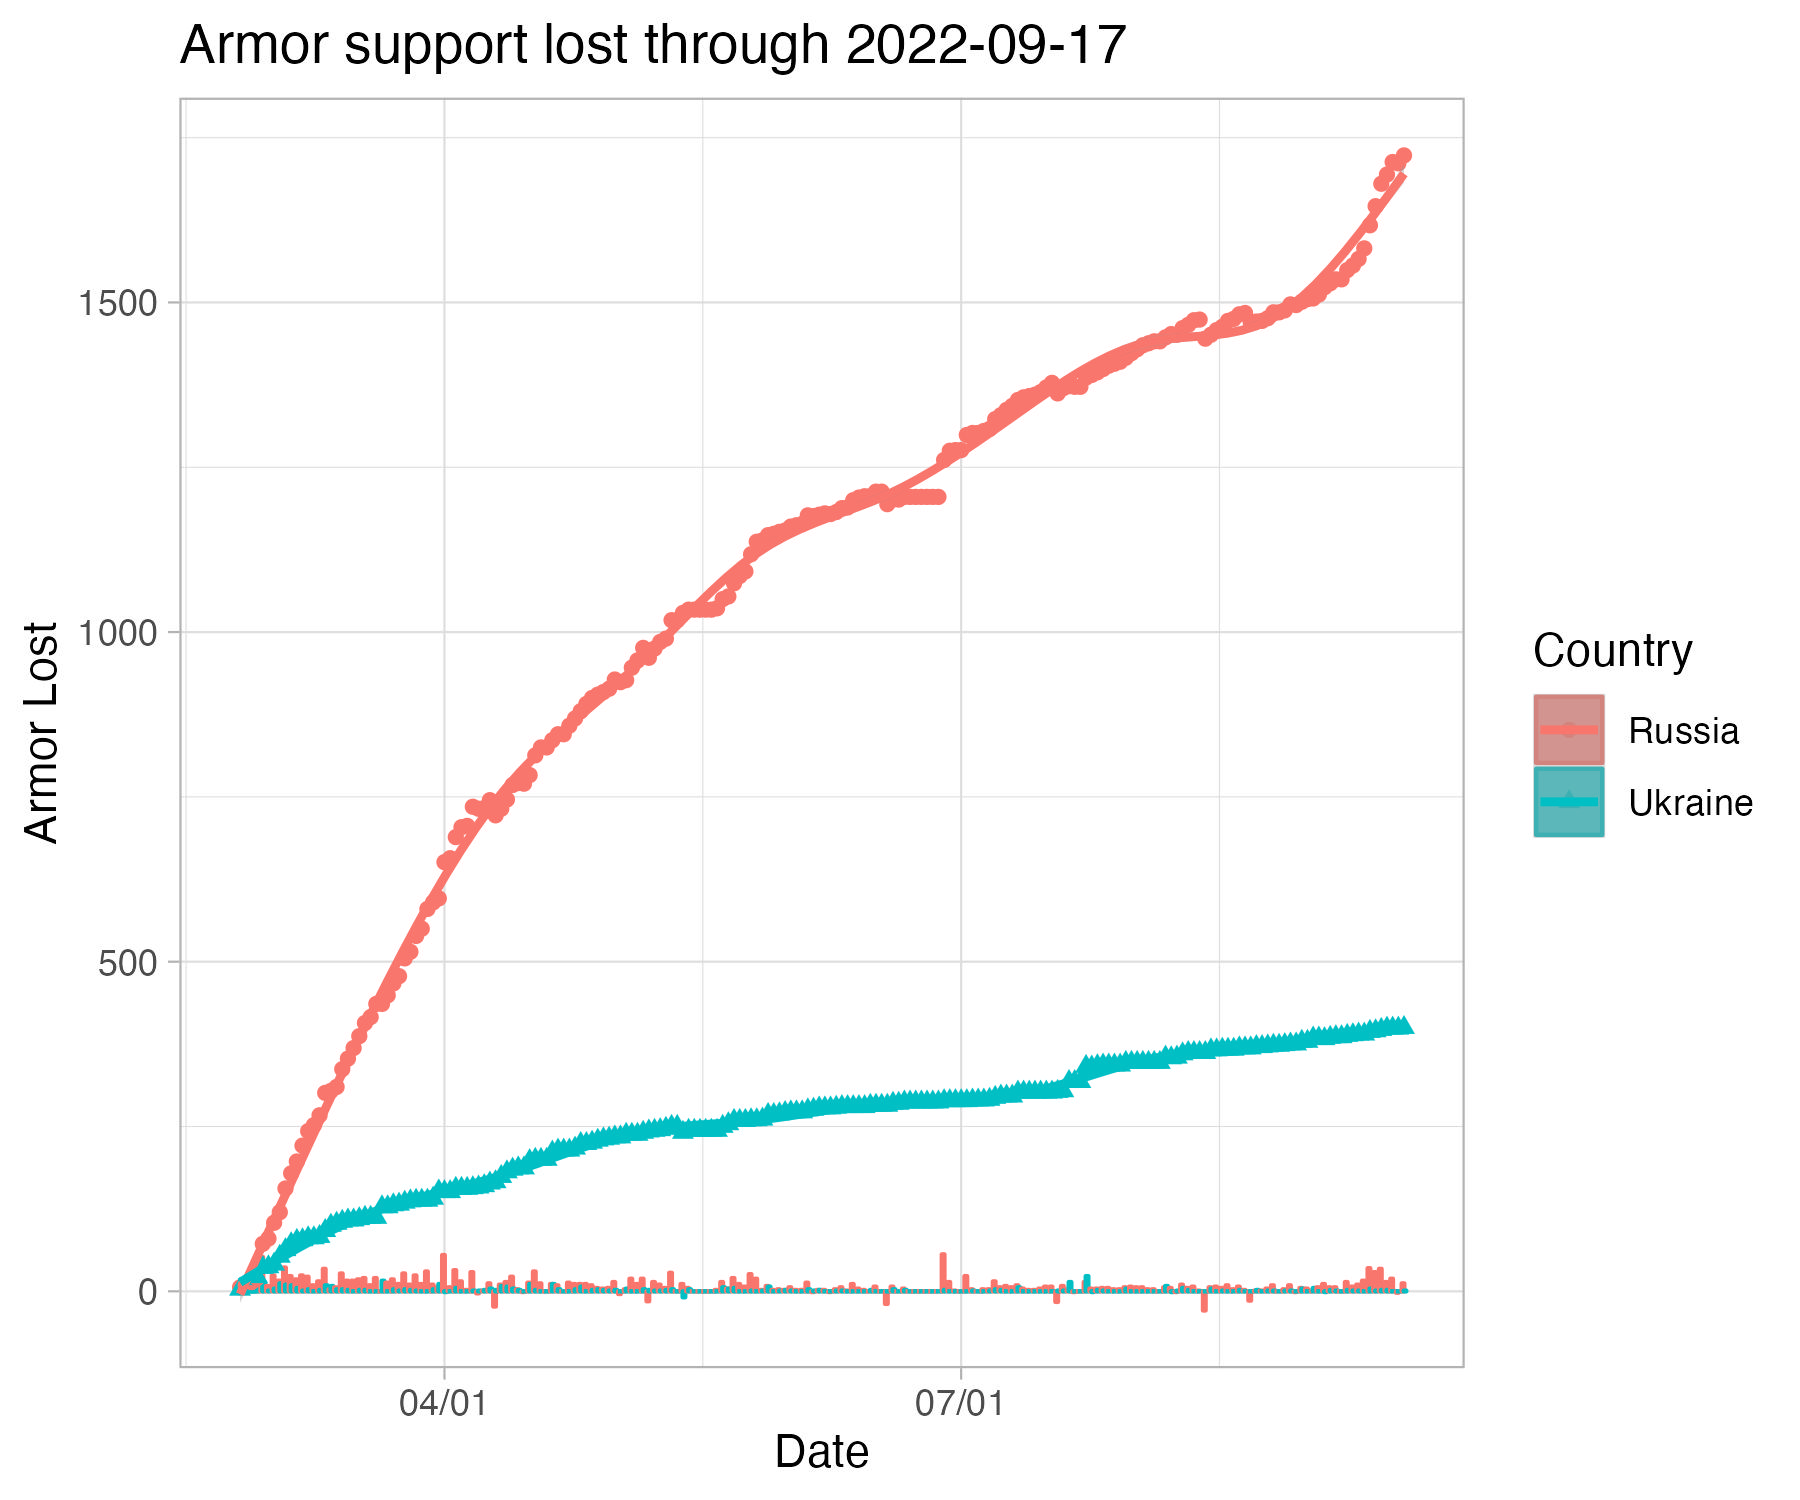 Armor support lost through 2022-09-17
Armor Lost
1500
1000
500
0
04/01
07/01
Date
Country
Russia
Ukraine